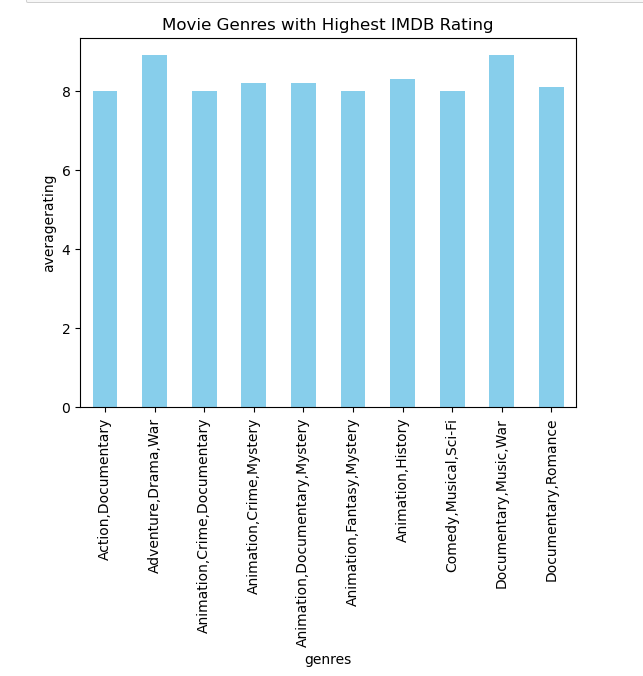 Movie Genres with Highest IMDB Rating
averagerating
8
6
4
2
0
Action,Documentary
Adventure,Drama,War
Animation,Crime,Documentary
Animation,Crime,Mystery
Animation,Documentary,Mystery
Animation,Fantasy,Mystery
Animation,History
Comedy,Musical,Sci-Fi
Documentary,Music,War
Documentary,Romance
genres